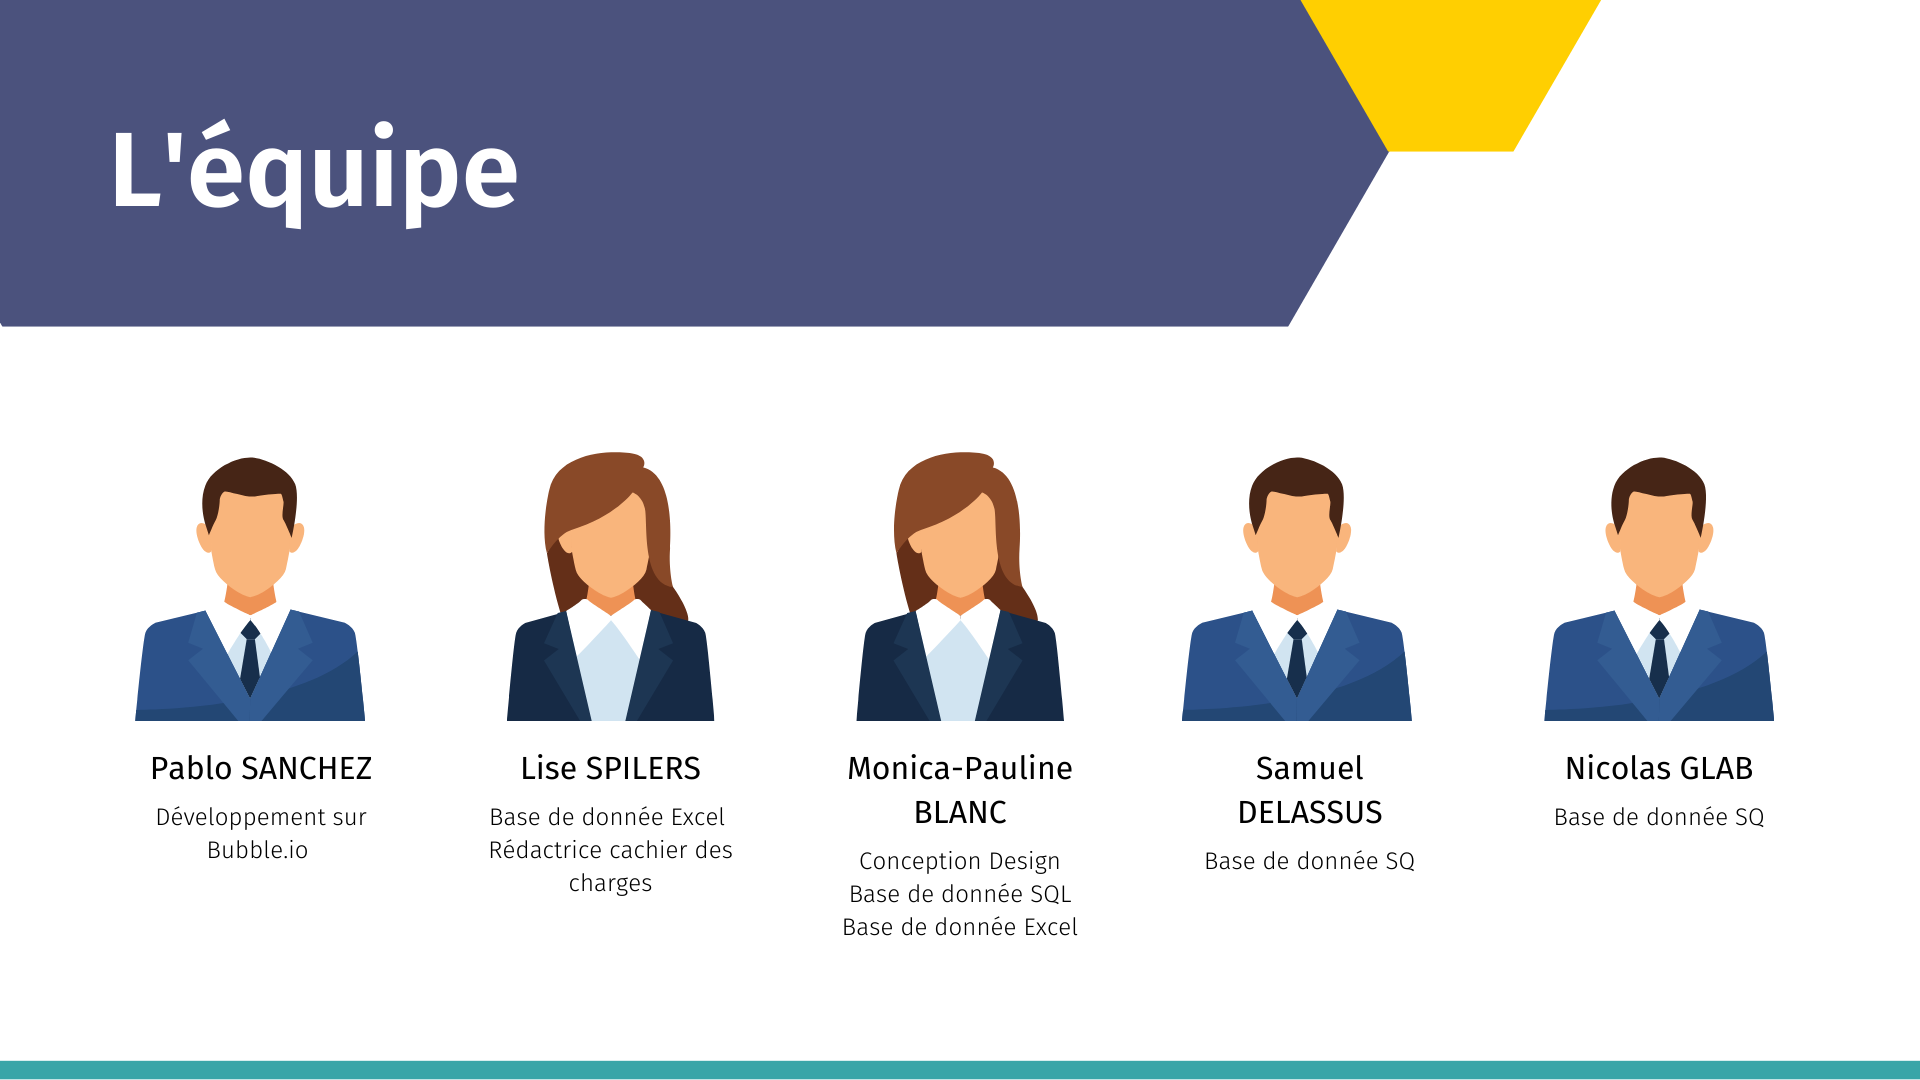 L'équipe
Pablo SANCHEZ
Développement sur
Bubble.io
Lise SPILERS
Base de donnée Excel
Rédactrice cachier des
charges
Monica-Pauline
BLANC
Conception Design
Base de donnée SQL
Base de donnée Excel
Samuel
DELASSUS
Base de donnée SQ
Nicolas GLAB
Base de donnée SQ